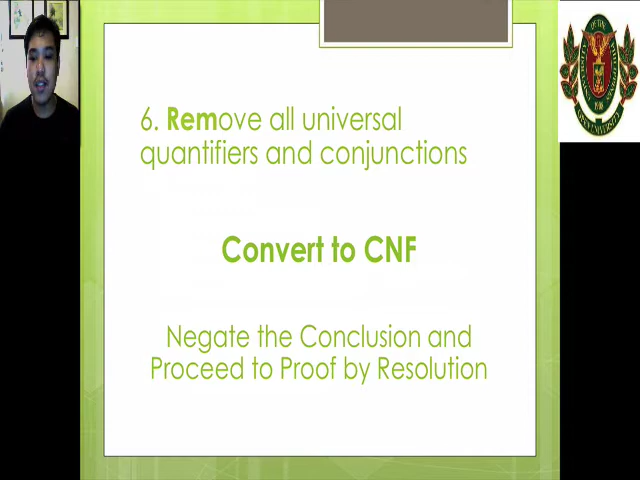 6. Remove all universal
quantifiers and conjunctions
Convert to CNF
Negate the Conclusion and
Proceed to Proof by Resolution